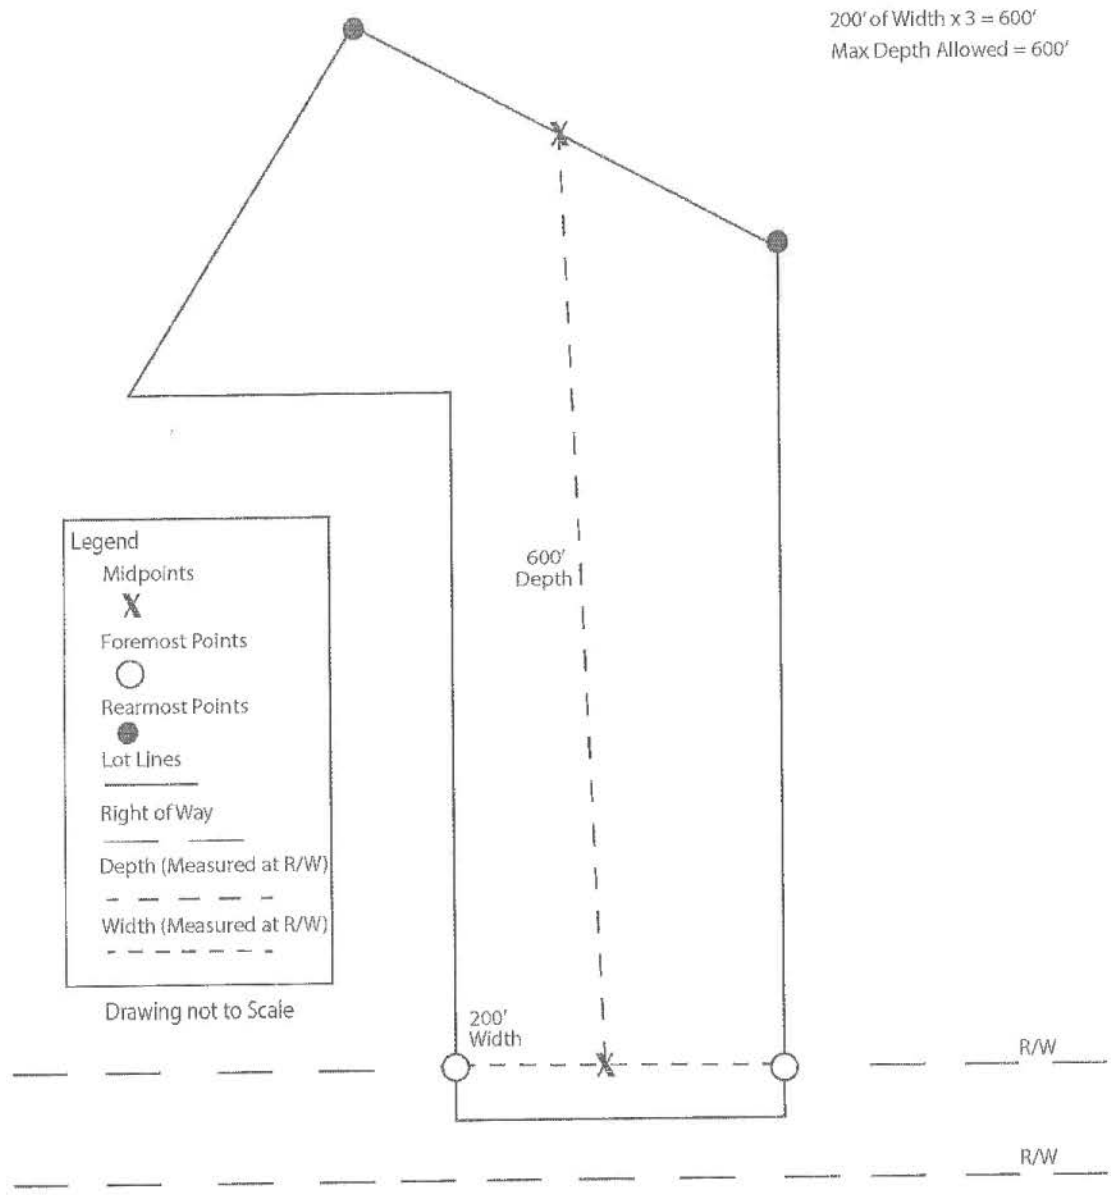 200' of Width x 3 = 600'
Max Depth Allowed = 600'
Legend
Midpoints
X
Foremost Points
Rearmost Points
Lot Lines
Right of Way
Depth (Measured at R/W)
Width (Measured at R/W)
Drawing not to Scale
600'
Depth
200'
Width
R/W
R/W